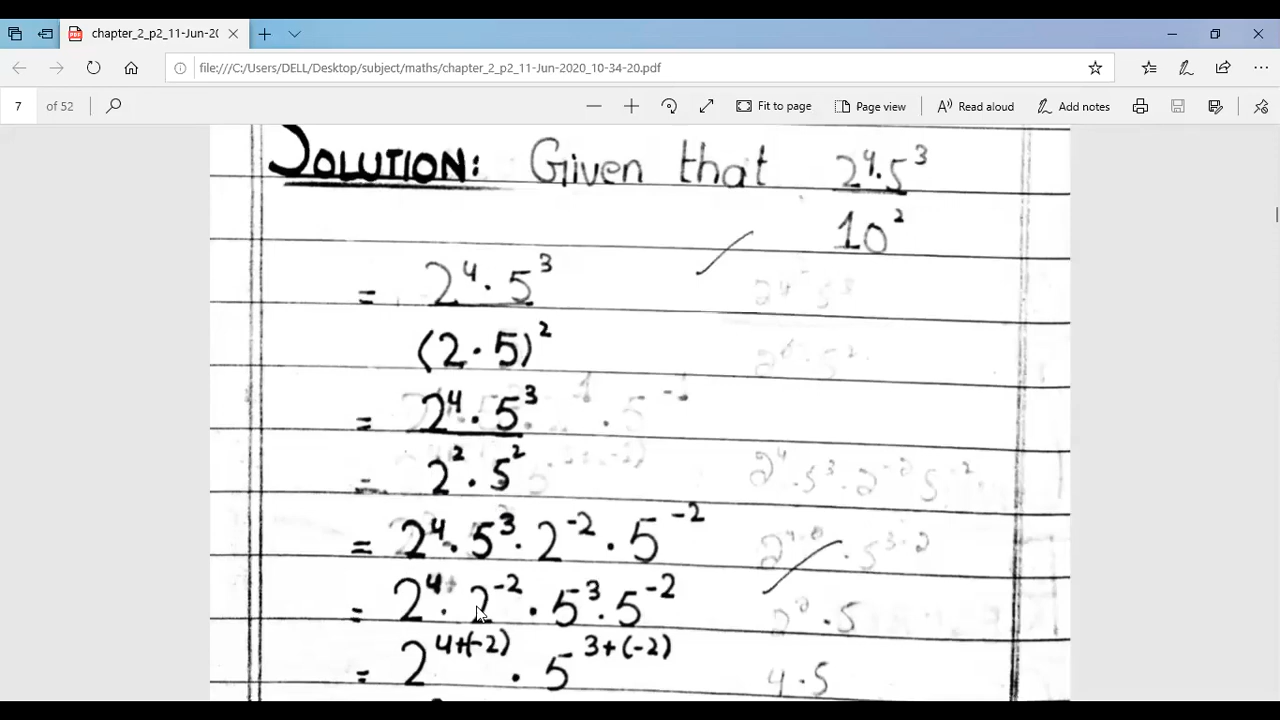 chapter_2_p2_11-Jun-20
file:///C:/Users/DELL/Desktop/subject/maths/chapter_2_p2_11-Jun-2020_10-34-20.pdf
7 of 52 Fit to page Page view Read aloud Add notes
SOLUTION: Given that 2⁴·5³
10²
= 2⁴ · 5³
(2 · 5)²
= 2⁴ · 5³
2² · 5²
= 2⁴ · 5³ · 2⁻² · 5⁻²
= 2⁴ · 2⁻² · 5³ · 5⁻²
= 2⁴⁺⁽⁻²⁾ · 5³⁺⁽⁻²⁾
4 · 5